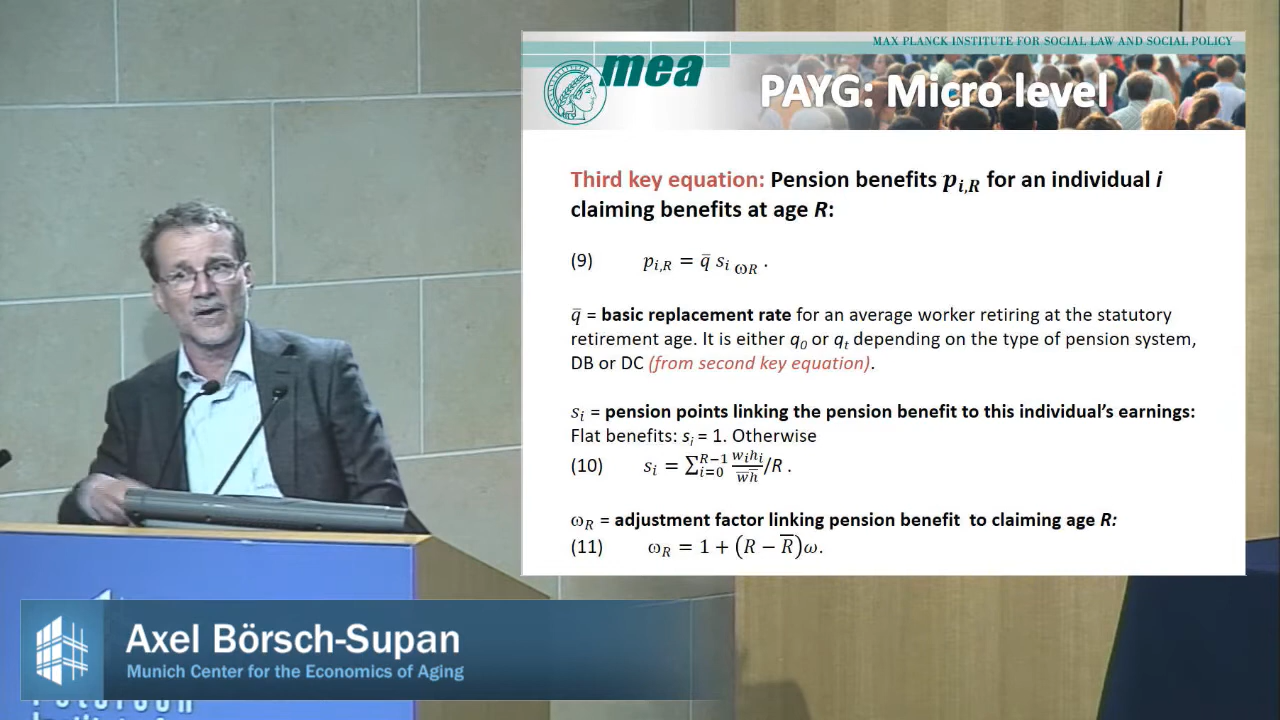 MAX PLANCK INSTITUTE FOR SOCIAL LAW AND SOCIAL POLICY
mea
PAYG: Micro level
Third key equation: Pension benefits p_{i,R} for an individual i
claiming benefits at age R:
(9) p_{i,R} = q̄ s_i ω_R .
q̄ = basic replacement rate for an average worker retiring at the statutory
retirement age. It is either q_0 or q_t depending on the type of pension system,
DB or DC (from second key equation).
s_i = pension points linking the pension benefit to this individual's earnings:
Flat benefits: s_i = 1. Otherwise
(10) s_i = ∑_{i=0}^{R−1} \frac{w_i h_i}{\overline{w}\overline{h}}/R .
ω_R = adjustment factor linking pension benefit to claiming age R:
(11) ω_R = 1 + (R − R̄)ω.
Axel Börsch-Supan
Munich Center for the Economics of Aging